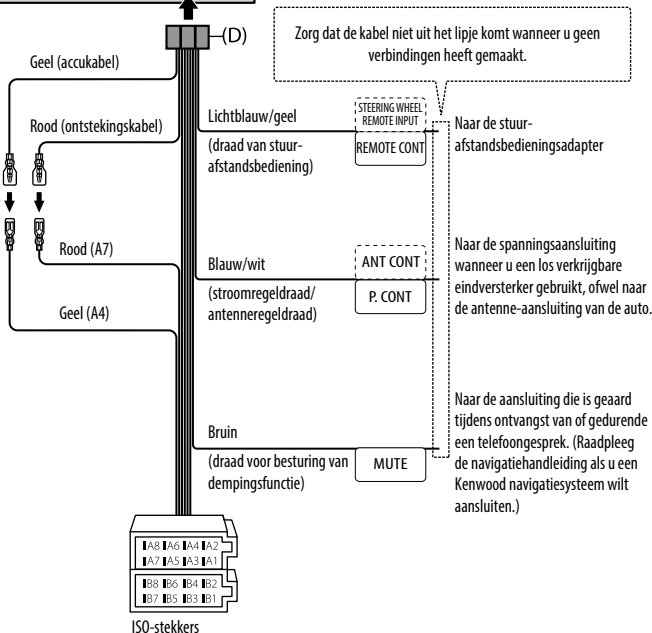 (D)
Zorg dat de kabel niet uit het lipje komt wanneer u geen
verbindingen heeft gemaakt.
Geel (accukabel)
Rood (ontstekingskabel)
Lichtblauw/geel
(draad van stuur-
afstandsbediening)
STEERING WHEEL
REMOTE INPUT
REMOTE CONT
Naar de stuur-
afstandsbedieningsadapter
Rood (A7)
Geel (A4)
Blauw/wit
(stroomregeldraad/
antenneregeldraad)
ANT CONT
P. CONT
Naar de spanningsaansluiting
wanneer u een los verkrijgbare
eindversterker gebruikt, ofwel naar
de antenne-aansluiting van de auto.
Bruin
(draad voor besturing van
dempingsfunctie)
MUTE
Naar de aansluiting die is geaard
tijdens ontvangst van of gedurende
een telefoongesprek. (Raadpleeg
de navigatiehandleiding als u een
Kenwood navigatiesysteem wilt
aansluiten.)
A8 A6 A4 A2
A7 A5 A3 A1
B8 B6 B4 B2
B7 B5 B3 B1
ISO-stekkers